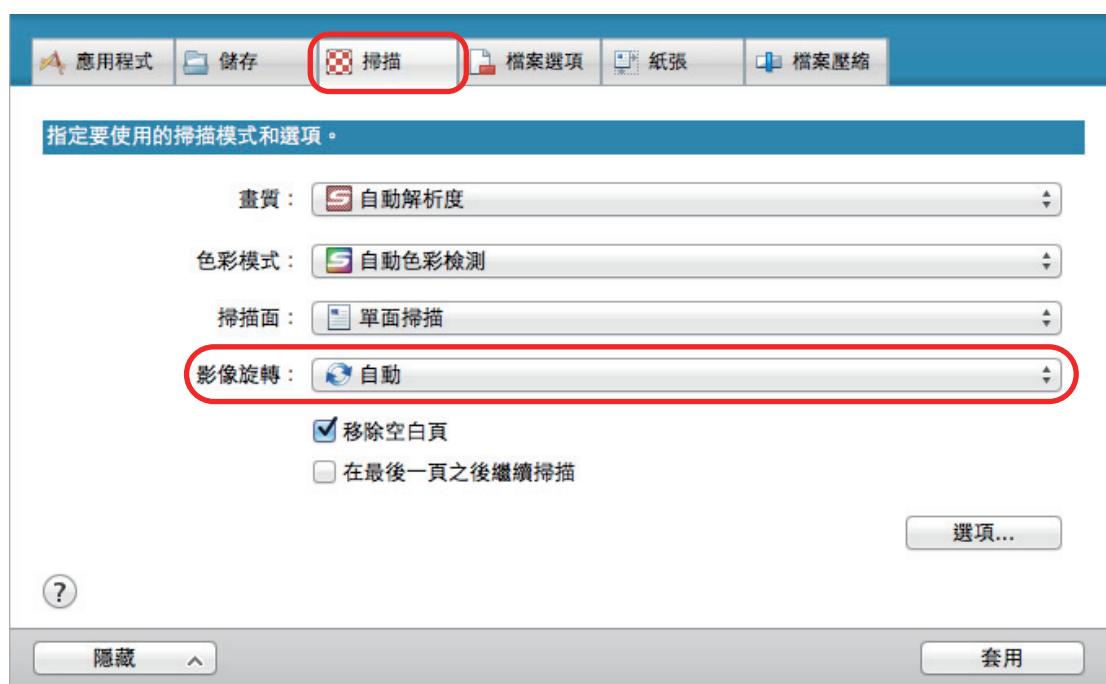 應用程式 儲存 掃描 檔案選項 紙張 檔案壓縮
指定要使用的掃描模式和選項。
畫質： 自動解析度
色彩模式： 自動色彩檢測
掃描面： 單面掃描
影像旋轉： 自動
移除空白頁
在最後一頁之後繼續掃描
選項...
?
隱藏 套用